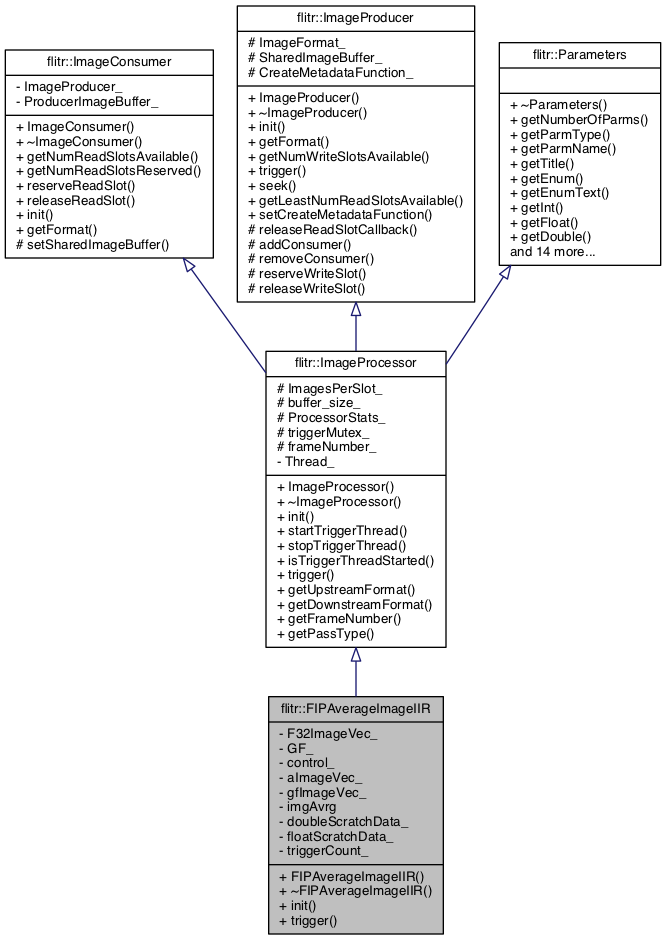 flitr::ImageProducer
# ImageFormat_
# SharedImageBuffer_
# CreateMetadataFunction_
+ ImageProducer()
+ ~ImageProducer()
+ init()
+ getFormat()
+ getNumWriteSlotsAvailable()
+ trigger()
+ seek()
+ getLeastNumReadSlotsAvailable()
+ setCreateMetadataFunction()
# releaseReadSlotCallback()
# addConsumer()
# removeConsumer()
# reserveWriteSlot()
# releaseWriteSlot()
flitr::ImageConsumer
- ImageProducer_
- ProducerImageBuffer_
+ ImageConsumer()
+ ~ImageConsumer()
+ getNumReadSlotsAvailable()
+ getNumReadSlotsReserved()
+ reserveReadSlot()
+ releaseReadSlot()
+ init()
+ getFormat()
# setSharedImageBuffer()
flitr::Parameters
+ ~Parameters()
+ getNumberOfParms()
+ getParmType()
+ getParmName()
+ getTitle()
+ getEnum()
+ getEnumText()
+ getInt()
+ getFloat()
+ getDouble()
and 14 more...
flitr::ImageProcessor
# ImagesPerSlot_
# buffer_size_
# ProcessorStats_
# triggerMutex_
# frameNumber_
- Thread_
+ ImageProcessor()
+ ~ImageProcessor()
+ init()
+ startTriggerThread()
+ stopTriggerThread()
+ isTriggerThreadStarted()
+ trigger()
+ getUpstreamFormat()
+ getDownstreamFormat()
+ getFrameNumber()
+ getPassType()
flitr::FIPAverageImageIIR
- F32ImageVec_
- GF_
- control_
- aImageVec_
- gfImageVec_
- imgAvrg
- doubleScratchData_
- floatScratchData_
- triggerCount_
+ FIPAverageImageIIR()
+ ~FIPAverageImageIIR()
+ init()
+ trigger()